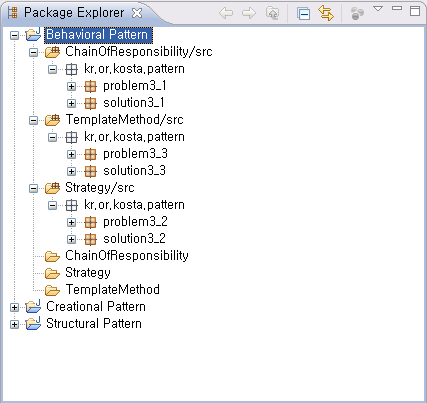 Package Explorer
Behavioral Pattern
ChainOfResponsibility/src
kr.or.kosta.pattern
problem3_1
solution3_1
TemplateMethod/src
kr.or.kosta.pattern
problem3_3
solution3_3
Strategy/src
kr.or.kosta.pattern
problem3_2
solution3_2
ChainOfResponsibility
Strategy
TemplateMethod
Creational Pattern
Structural Pattern